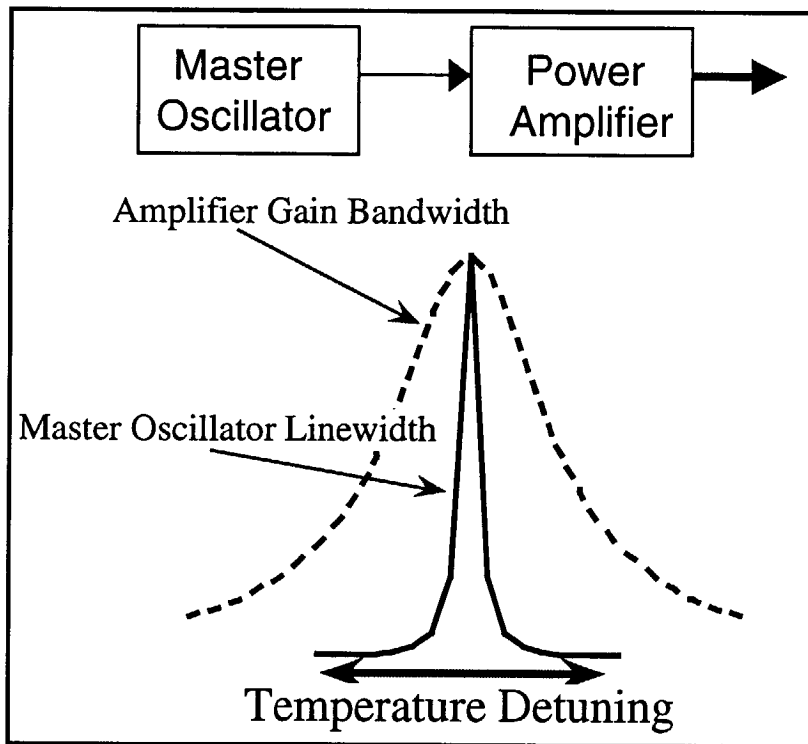 Master
Oscillator
Power
Amplifier
Amplifier Gain Bandwidth
Master Oscillator Linewidth
Temperature Detuning